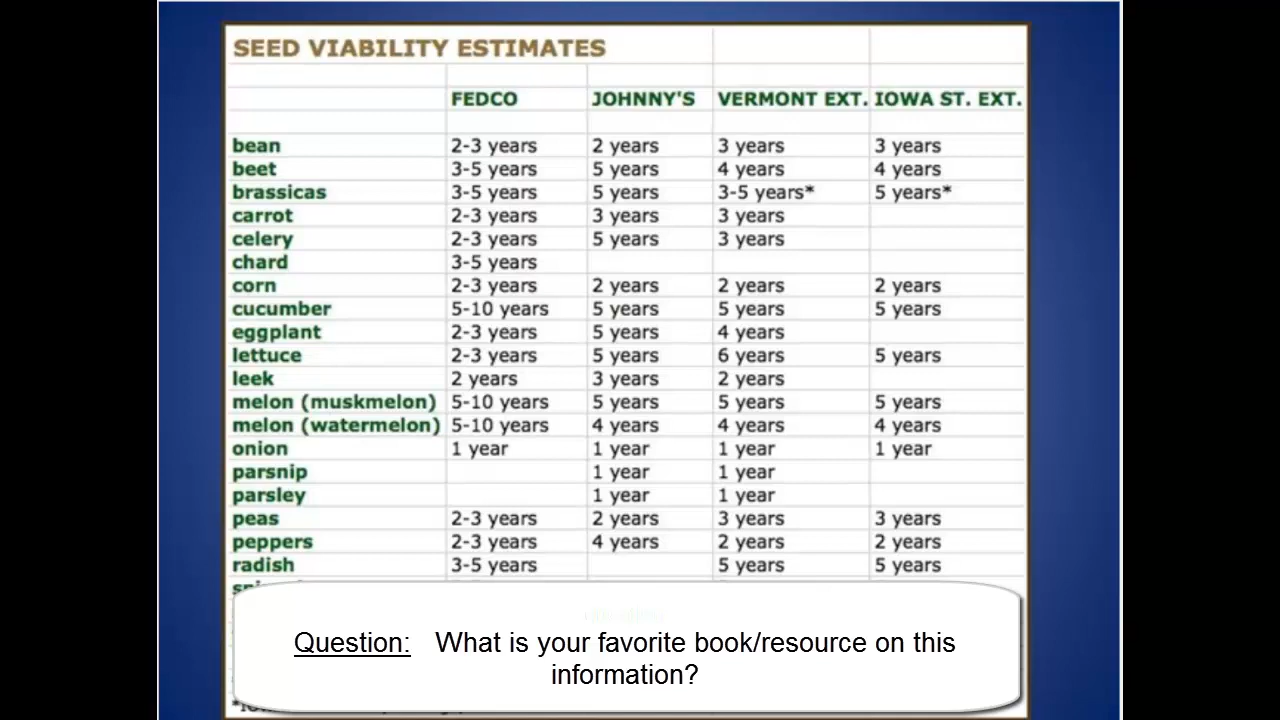 SEED VIABILITY ESTIMATES
FEDCO JOHNNY'S VERMONT EXT. IOWA ST. EXT.
bean 2-3 years 2 years 3 years 3 years
beet 3-5 years 5 years 4 years 4 years
brassicas 3-5 years 5 years 3-5 years* 5 years*
carrot 2-3 years 3 years 3 years
celery 2-3 years 5 years 3 years
chard 3-5 years
corn 2-3 years 2 years 2 years 2 years
cucumber 5-10 years 5 years 5 years 5 years
eggplant 2-3 years 5 years 4 years
lettuce 2-3 years 5 years 6 years 5 years
leek 2 years 3 years 2 years
melon (muskmelon) 5-10 years 5 years 5 years 5 years
melon (watermelon) 5-10 years 4 years 4 years 4 years
onion 1 year 1 year 1 year 1 year
parsnip 1 year 1 year
parsley 1 year 1 year
peas 2-3 years 2 years 3 years 3 years
peppers 2-3 years 4 years 2 years 2 years
radish 3-5 years 5 years 5 years
Question: What is your favorite book/resource on this
information?